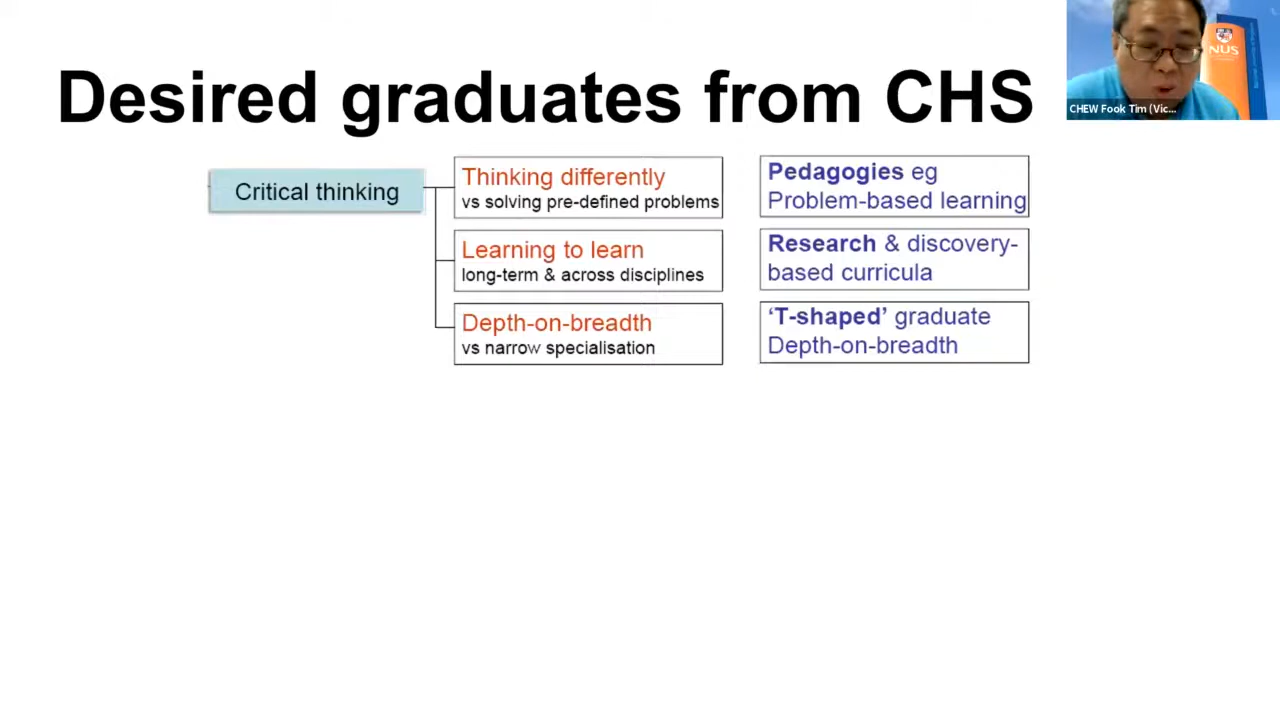 Desired graduates from CHS
NUS
CHEW Fook Tim (Vic...
Critical thinking
Thinking differently
vs solving pre-defined problems
Pedagogies eg
Problem-based learning
Learning to learn
long-term & across disciplines
Research & discovery-
based curricula
Depth-on-breadth
vs narrow specialisation
‘T-shaped’ graduate
Depth-on-breadth